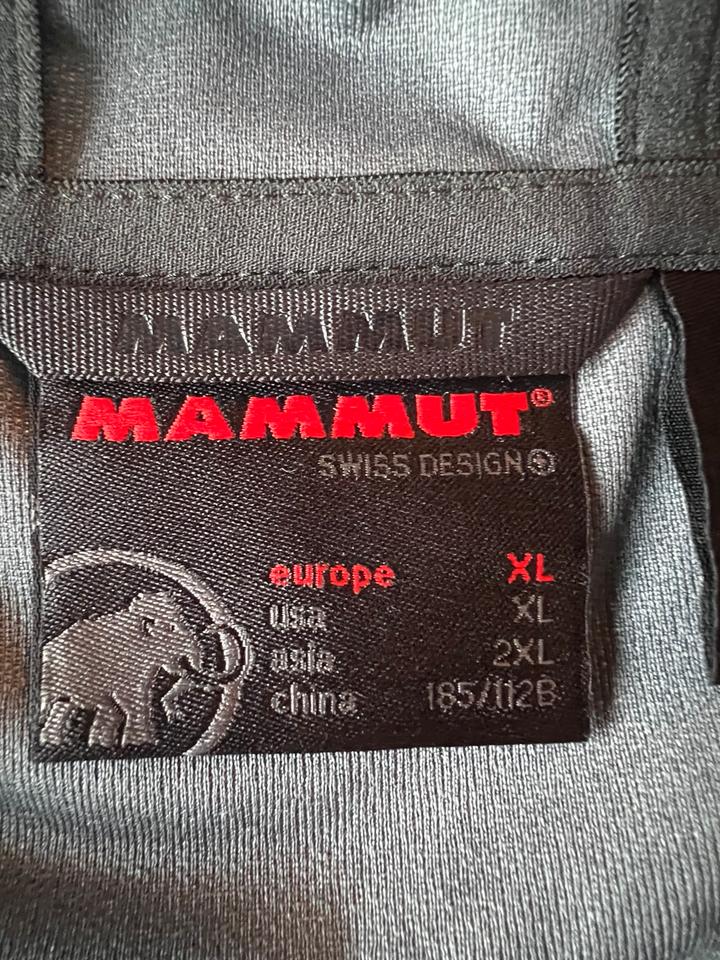 MAMMUT
MAMMUT®
SWISS DESIGN
europe XL
usa XL
asia 2XL
china 185/112B